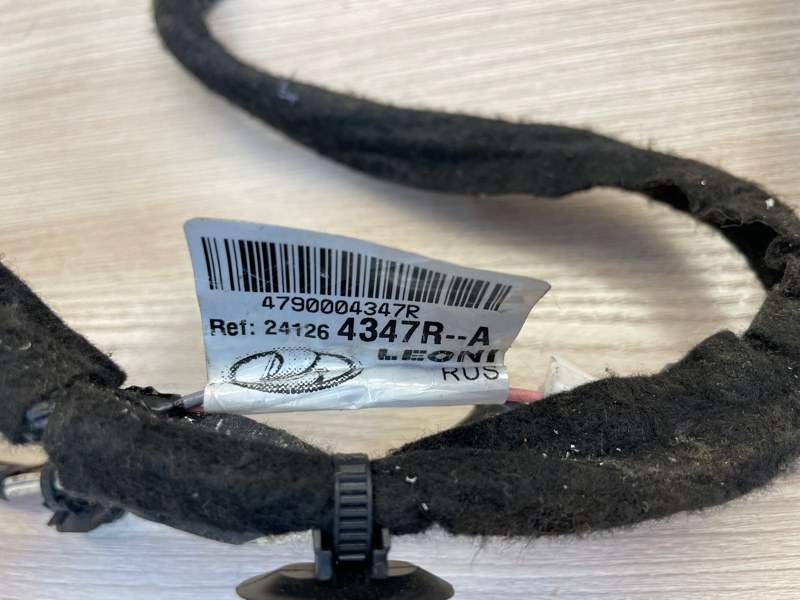 4790004347R
Ref: 24126 4347R--A
LEONI
RUS